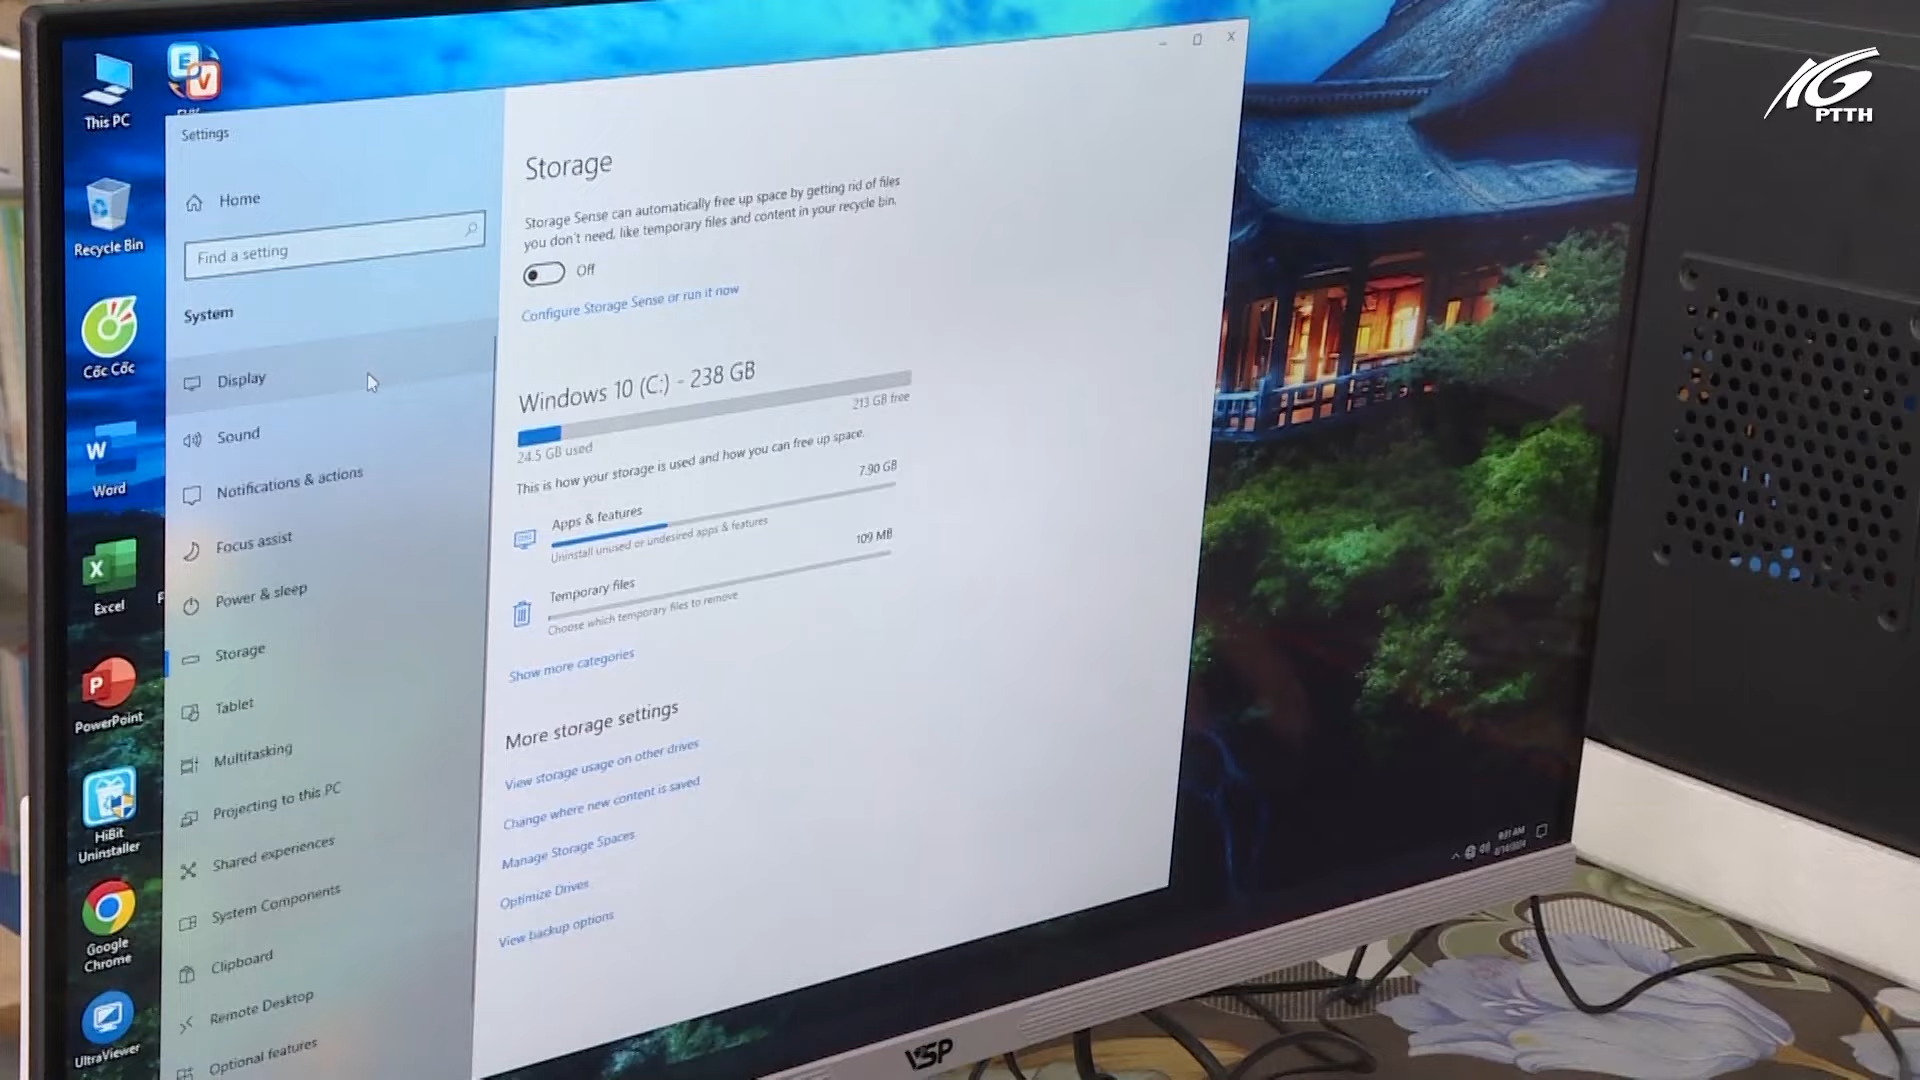 This PC
Recycle Bin
Cốc Cốc
W
Word
X
Excel
P
PowerPoint
HiBit
Uninstaller
Google
Chrome
UltraViewer
E
V
Settings
Home
Find a setting
System
Display
Sound
Notifications & actions
Focus assist
Power & sleep
Storage
Tablet
Multitasking
Projecting to this PC
Shared experiences
System Components
Clipboard
Remote Desktop
Optional features
Storage
Storage Sense can automatically free up space by getting rid of files
you don't need, like temporary files and content in your recycle bin.
Off
Configure Storage Sense or run it now
Windows 10 (C:) - 238 GB
24.5 GB used
213 GB free
This is how your storage is used and how you can free up space.
Apps & features
7.90 GB
Uninstall unused or undesired apps & features
Temporary files
109 MB
Choose which temporary files to remove
Show more categories
More storage settings
View storage usage on other drives
Change where new content is saved
Manage Storage Spaces
Optimize Drives
View backup options
VSP
KG
PTTH